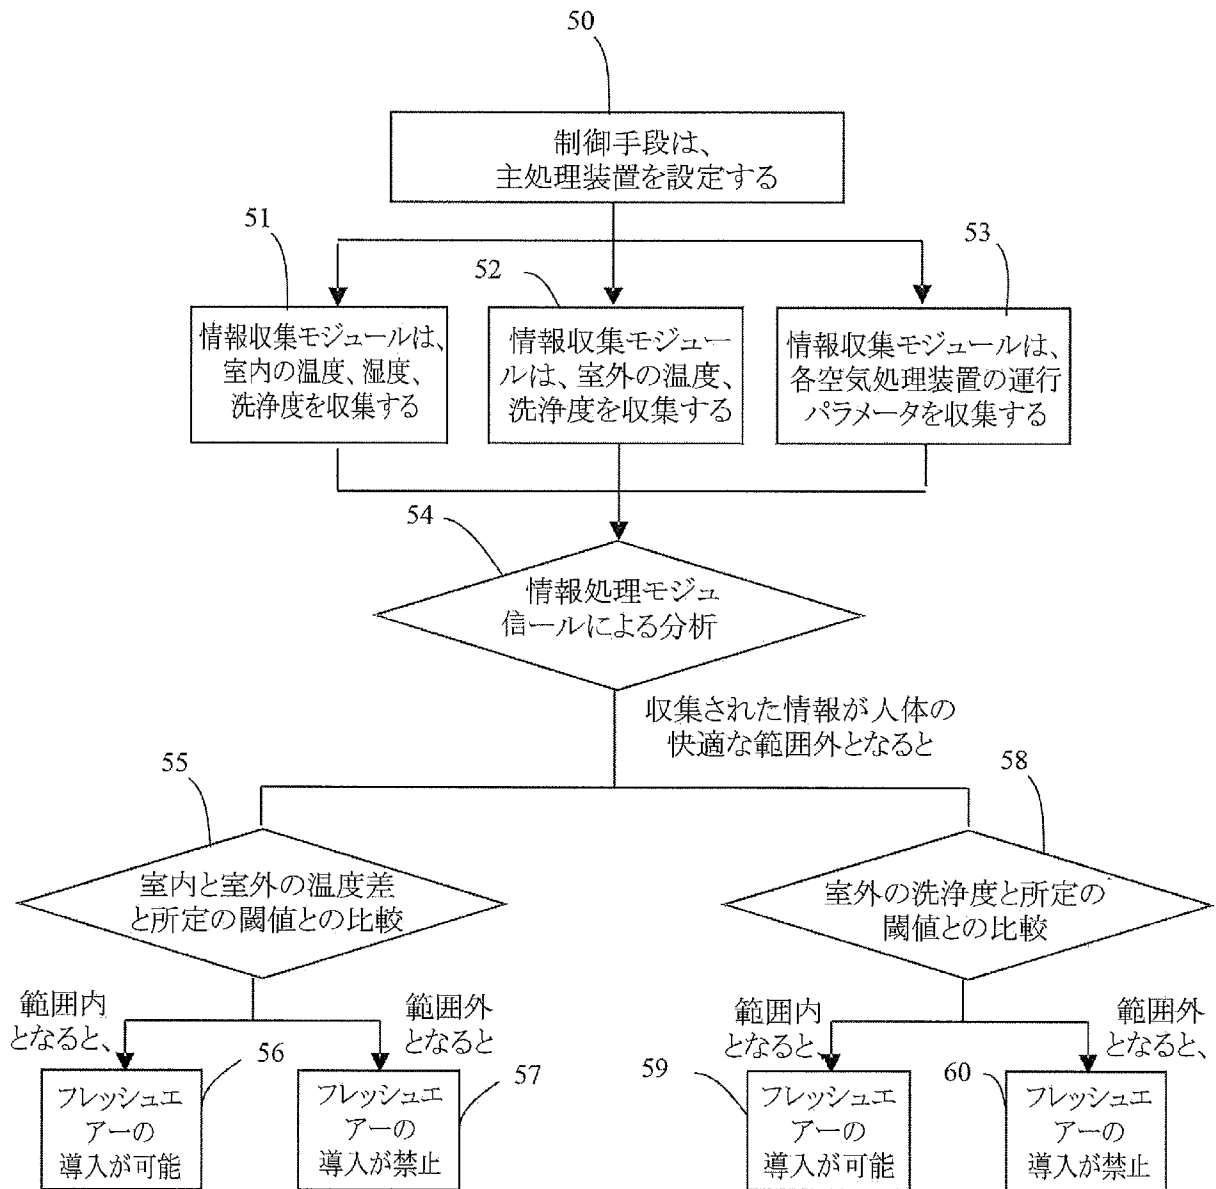 50
制御手段は、
主処理装置を設定する
51
52
53
情報収集モジュールは、
室内の温度、湿度、
洗浄度を収集する
情報収集モジュー
ルは、室外の温度、
洗浄度を収集する
情報収集モジュールは、
各空気処理装置の運行
パラメータを収集する
54
情報処理モジュ
信ールによる分析
収集された情報が人体の
快適な範囲外となると
55
58
室内と室外の温度差
と所定の閾値との比較
室外の洗浄度と所定の
閾値との比較
範囲内
となると、
範囲外
となると
範囲内
となると、
範囲外
となると、
56
57
59
60
フレッシュエ
アーの
導入が可能
フレッシュエ
アーの
導入が禁止
フレッシュエ
アーの
導入が可能
フレッシュエ
アーの
導入が禁止